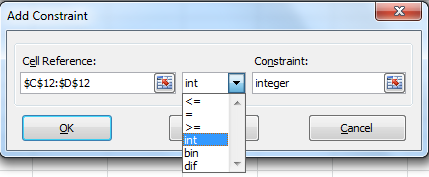 Add Constraint
Cell Reference: Constraint:
$C$12:$D$12 int integer
<=
=
>=
int
bin
dif
OK Cancel